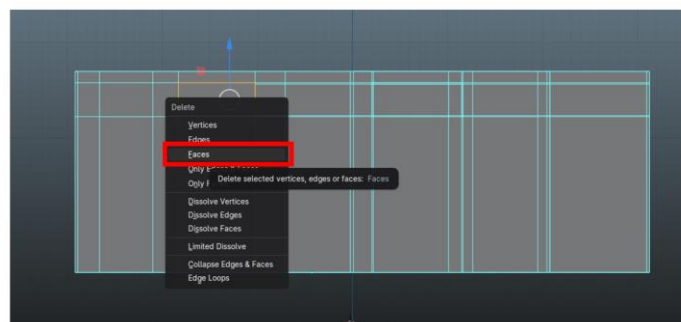 Delete
Vertices
Edges
Faces
Only E
Delete selected vertices, edges or faces: Faces
Only F
Dissolve Vertices
Dissolve Edges
Dissolve Faces
Limited Dissolve
Collapse Edges & Faces
Edge Loops